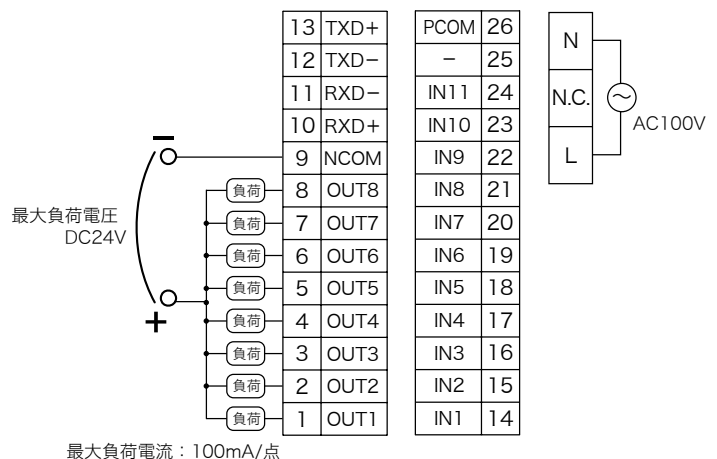 13 TXD+ PCOM 26
12 TXD− − 25
11 RXD− IN11 24
10 RXD+ IN10 23
9 NCOM IN9 22
負荷 8 OUT8 IN8 21
負荷 7 OUT7 IN7 20
負荷 6 OUT6 IN6 19
負荷 5 OUT5 IN5 18
負荷 4 OUT4 IN4 17
負荷 3 OUT3 IN3 16
負荷 2 OUT2 IN2 15
負荷 1 OUT1 IN1 14
N
N.C.
L
AC100V
−
最大負荷電圧
DC24V
+
最大負荷電流：100mA/点